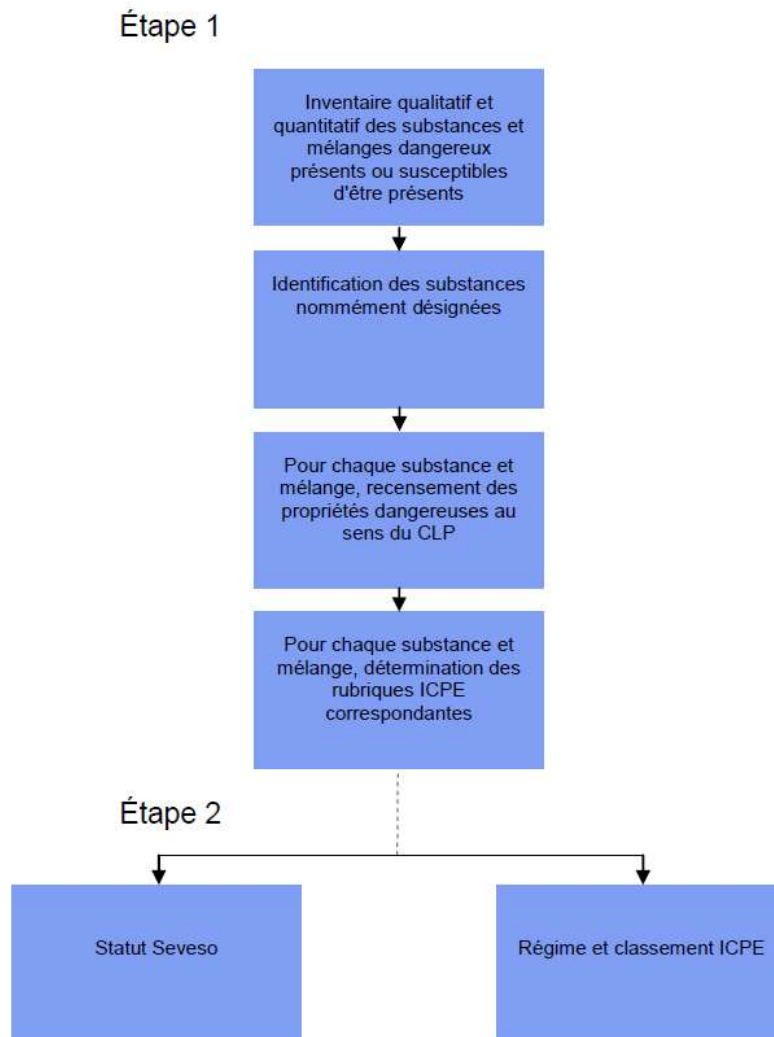 Étape 1
Inventaire qualitatif et
quantitatif des substances et
mélanges dangereux
présents ou susceptibles
d'être présents
Identification des substances
nommément désignées
Pour chaque substance et
mélange, recensement des
propriétés dangereuses au
sens du CLP
Pour chaque substance et
mélange, détermination des
rubriques ICPE
correspondantes
Étape 2
Statut Seveso
Régime et classement ICPE